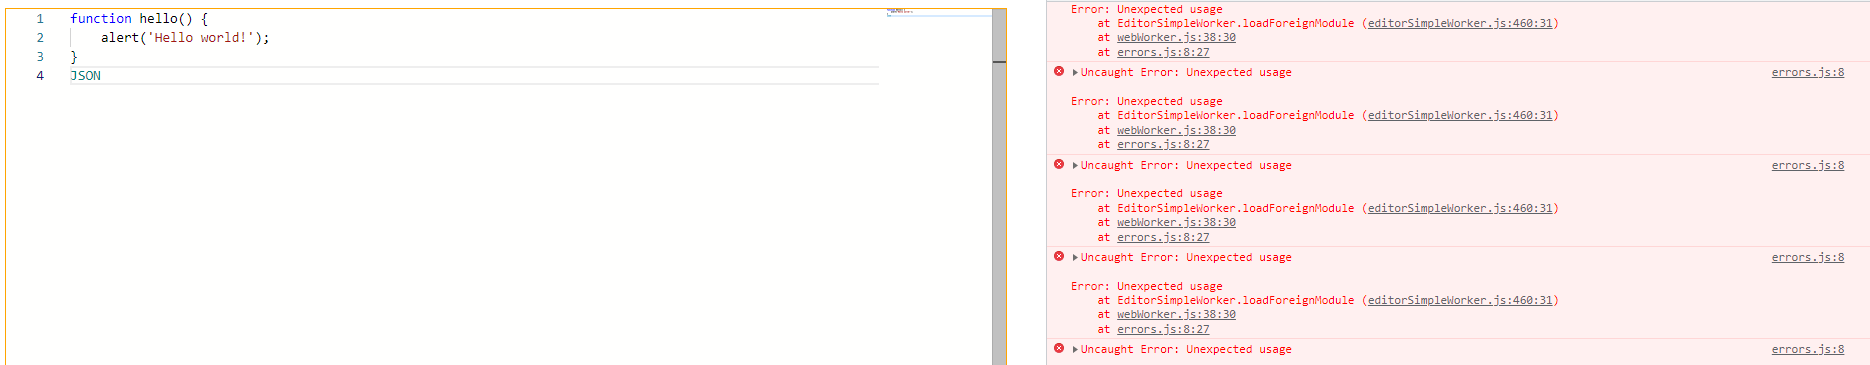 1 function hello() {
2     alert('Hello world!');
3 }
4 JSON
Error: Unexpected usage
    at EditorSimpleWorker.loadForeignModule (editorSimpleWorker.js:460:31)
    at webWorker.js:38:30
    at errors.js:8:27
Uncaught Error: Unexpected usage errors.js:8
Error: Unexpected usage
    at EditorSimpleWorker.loadForeignModule (editorSimpleWorker.js:460:31)
    at webWorker.js:38:30
    at errors.js:8:27
Uncaught Error: Unexpected usage errors.js:8
Error: Unexpected usage
    at EditorSimpleWorker.loadForeignModule (editorSimpleWorker.js:460:31)
    at webWorker.js:38:30
    at errors.js:8:27
Uncaught Error: Unexpected usage errors.js:8
Error: Unexpected usage
    at EditorSimpleWorker.loadForeignModule (editorSimpleWorker.js:460:31)
    at webWorker.js:38:30
    at errors.js:8:27
Uncaught Error: Unexpected usage errors.js:8